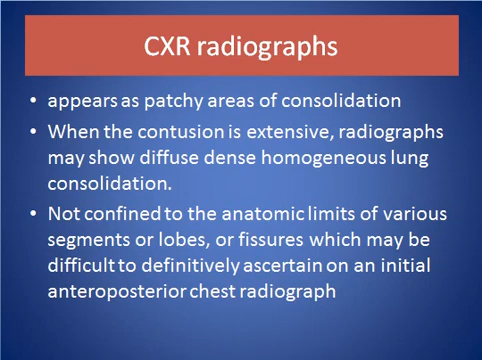 CXR radiographs
• appears as patchy areas of consolidation
• When the contusion is extensive, radiographs
may show diffuse dense homogeneous lung
consolidation.
• Not confined to the anatomic limits of various
segments or lobes, or fissures which may be
difficult to definitively ascertain on an initial
anteroposterior chest radiograph